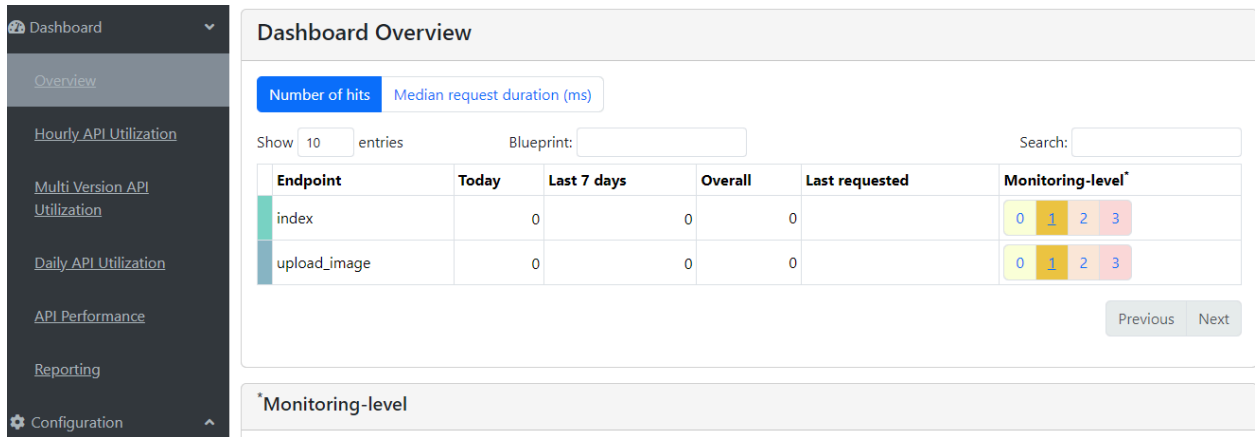 Dashboard
Overview
Hourly API Utilization
Multi Version API
Utilization
Daily API Utilization
API Performance
Reporting
Configuration
Dashboard Overview
Number of hits Median request duration (ms)
Show 10 entries Blueprint: Search:
Endpoint Today Last 7 days Overall Last requested Monitoring-level*
index 0 0 0 0 1 2 3
upload_image 0 0 0 0 1 2 3
Previous Next
*Monitoring-level